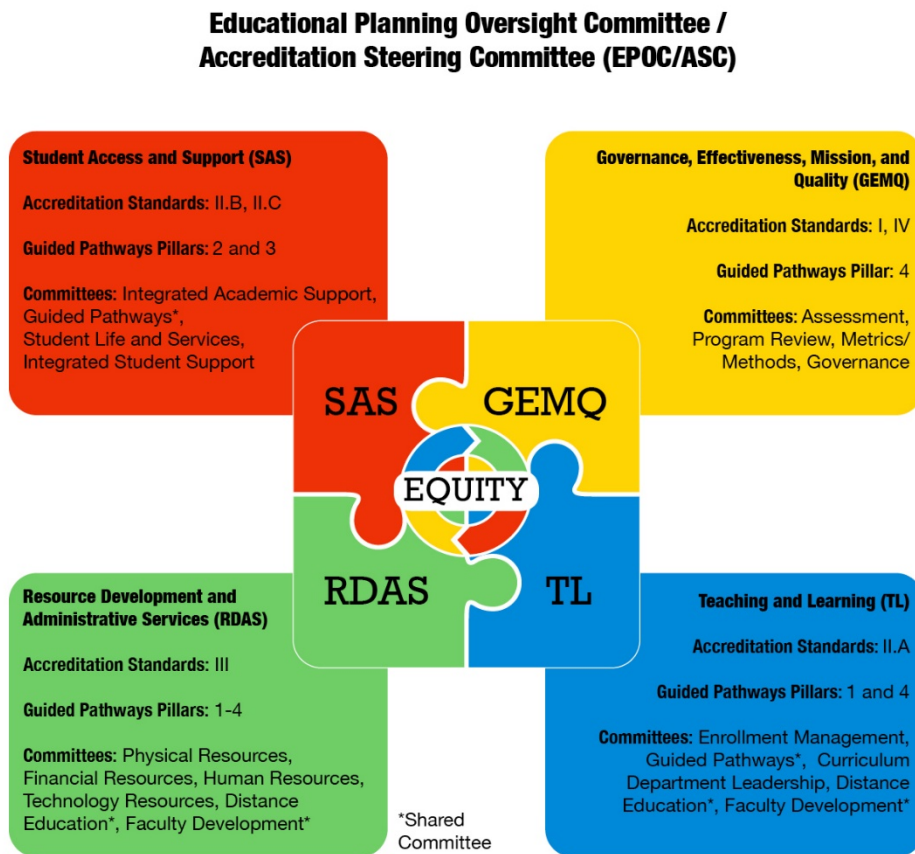 Educational Planning Oversight Committee /
Accreditation Steering Committee (EPOC/ASC)
Student Access and Support (SAS)
Accreditation Standards: II.B, II.C
Guided Pathways Pillars: 2 and 3
Committees: Integrated Academic Support,
Guided Pathways*,
Student Life and Services,
Integrated Student Support
Governance, Effectiveness, Mission, and
Quality (GEMQ)
Accreditation Standards: I, IV
Guided Pathways Pillar: 4
Committees: Assessment,
Program Review, Metrics/
Methods, Governance
SAS
GEMQ
EQUITY
RDAS
TL
Resource Development and
Administrative Services (RDAS)
Accreditation Standards: III
Guided Pathways Pillars: 1-4
Committees: Physical Resources,
Financial Resources, Human Resources,
Technology Resources, Distance
Education*, Faculty Development*
*Shared
Committee
Teaching and Learning (TL)
Accreditation Standards: II.A
Guided Pathways Pillars: 1 and 4
Committees: Enrollment Management,
Guided Pathways*, Curriculum
Department Leadership, Distance
Education*, Faculty Development*